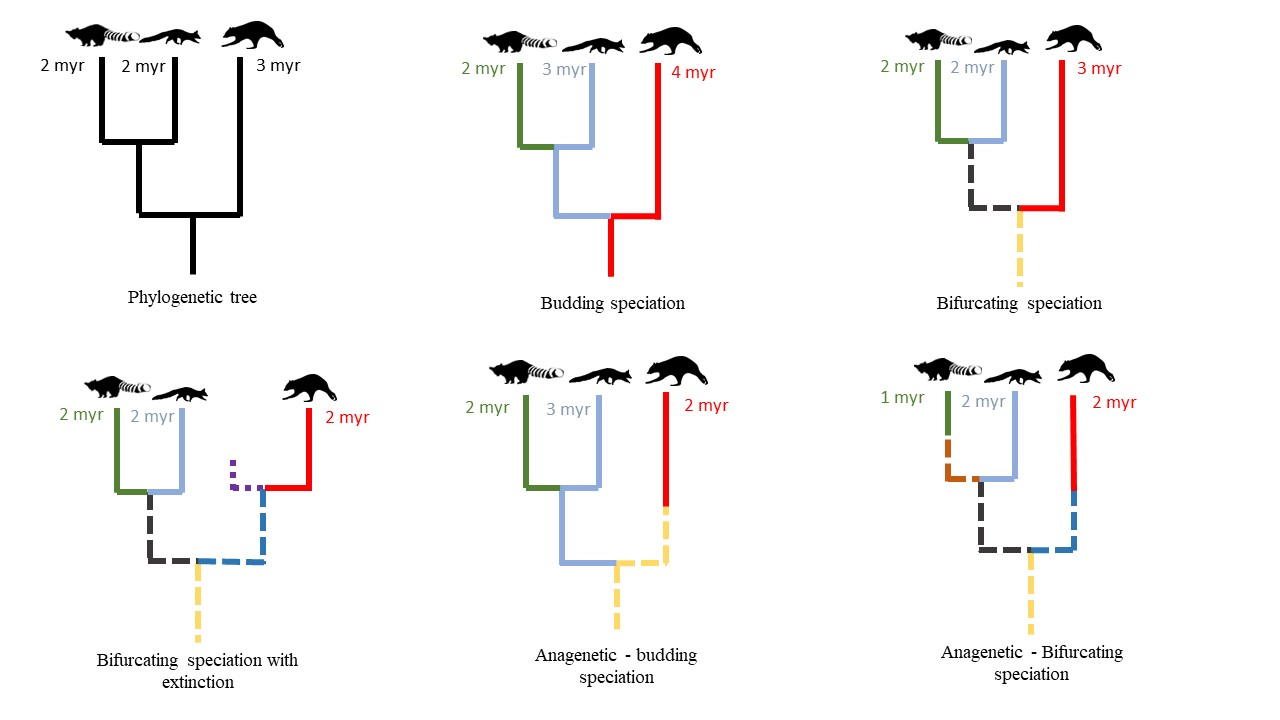 2 myr 2 myr 3 myr
Phylogenetic tree
2 myr 3 myr 4 myr
Budding speciation
2 myr 2 myr 3 myr
Bifurcating speciation
2 myr 2 myr 2 myr
Bifurcating speciation with
extinction
2 myr 3 myr 2 myr
Anagenetic - budding
speciation
1 myr 2 myr 2 myr
Anagenetic - Bifurcating
speciation